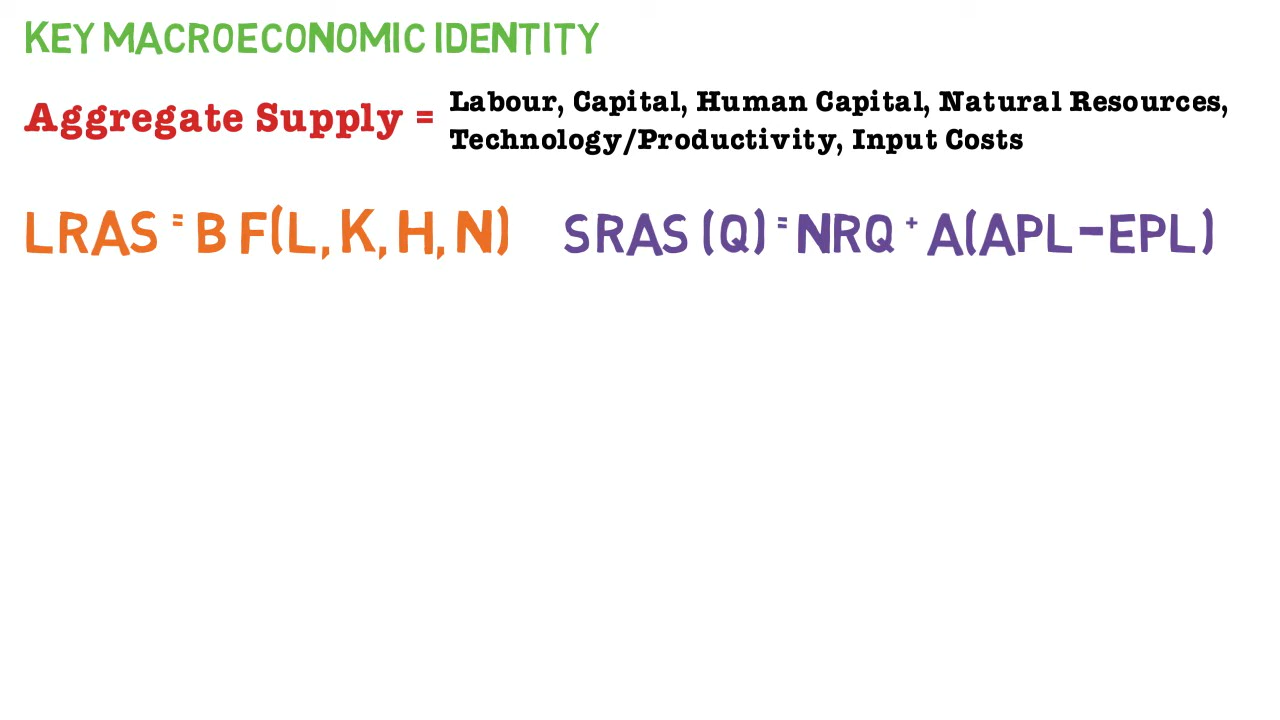 KEY MACROECONOMIC IDENTITY
Aggregate Supply = Labour, Capital, Human Capital, Natural Resources,
Technology/Productivity, Input Costs
LRAS = B F(L, K, H, N) SRAS (Q) = NRQ + A(APL-EPL)